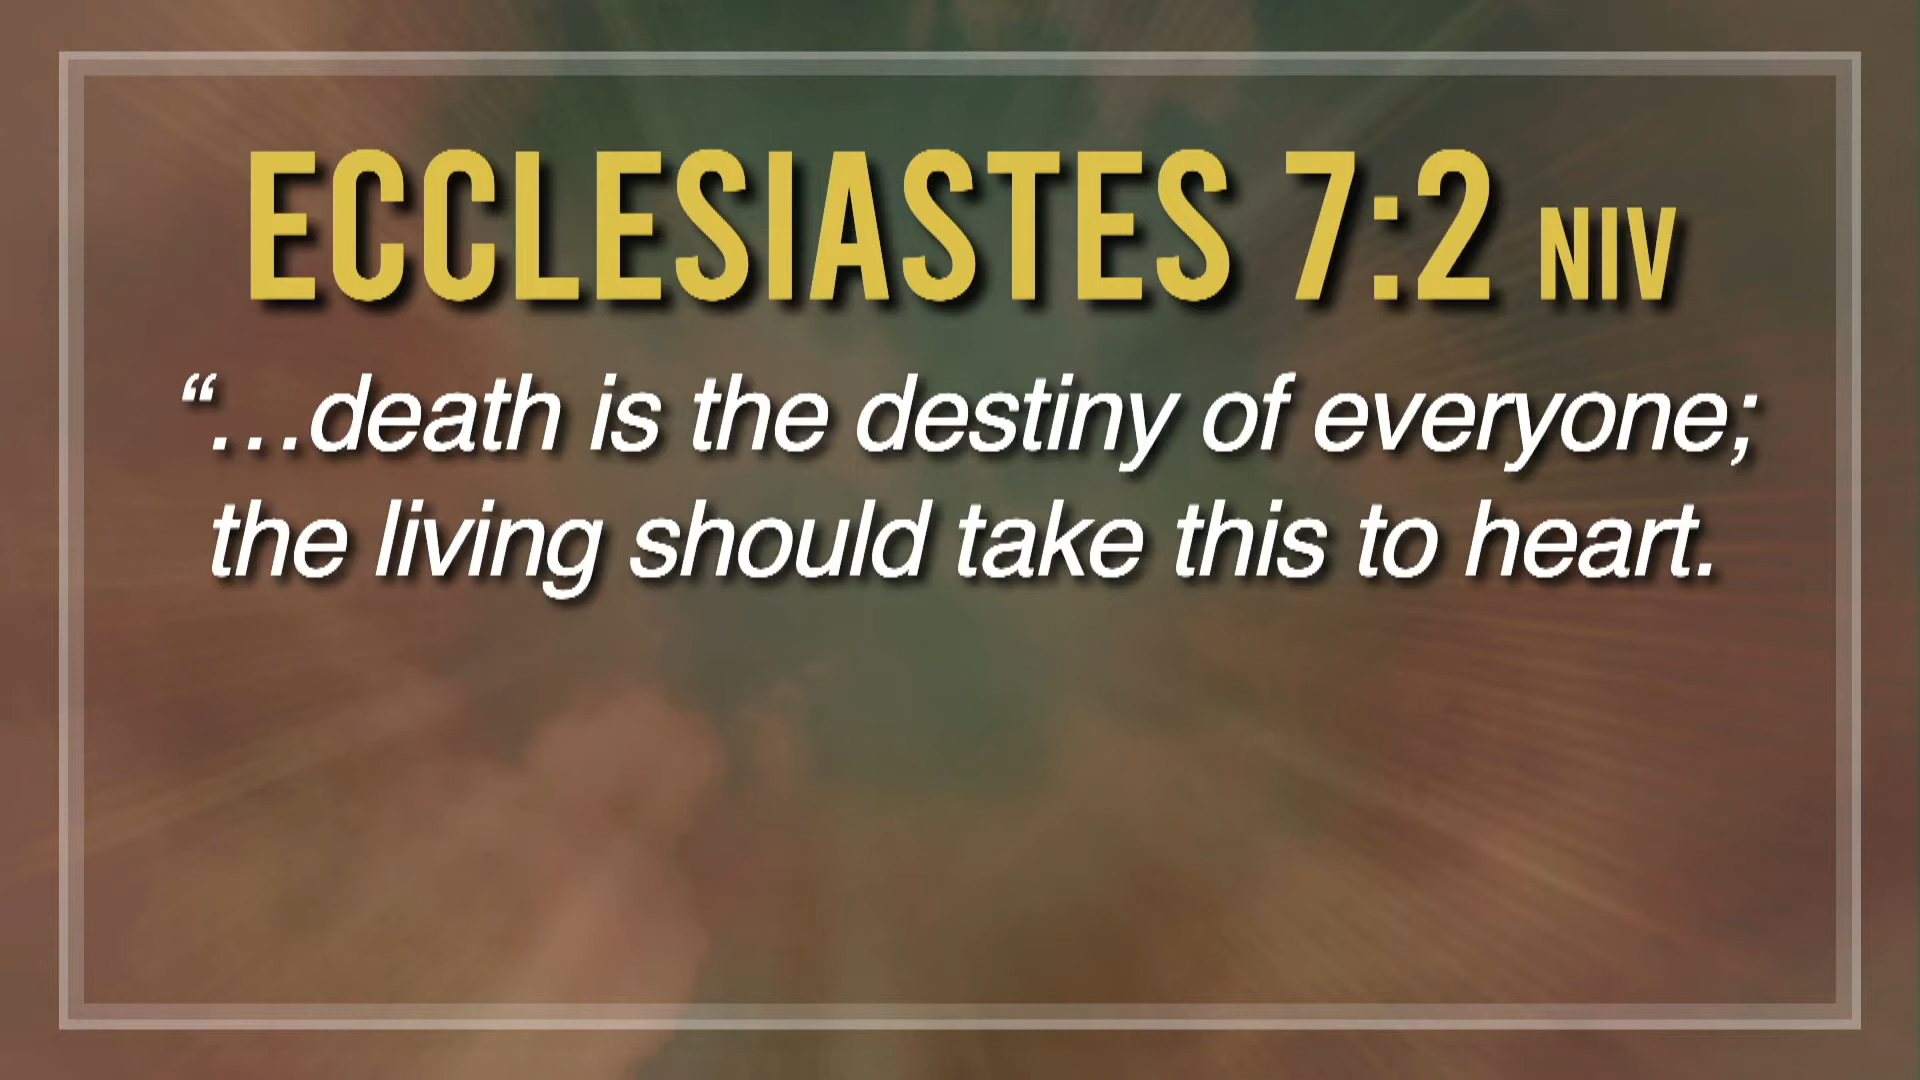 ECCLESIASTES 7:2 NIV
“…death is the destiny of everyone;
the living should take this to heart.